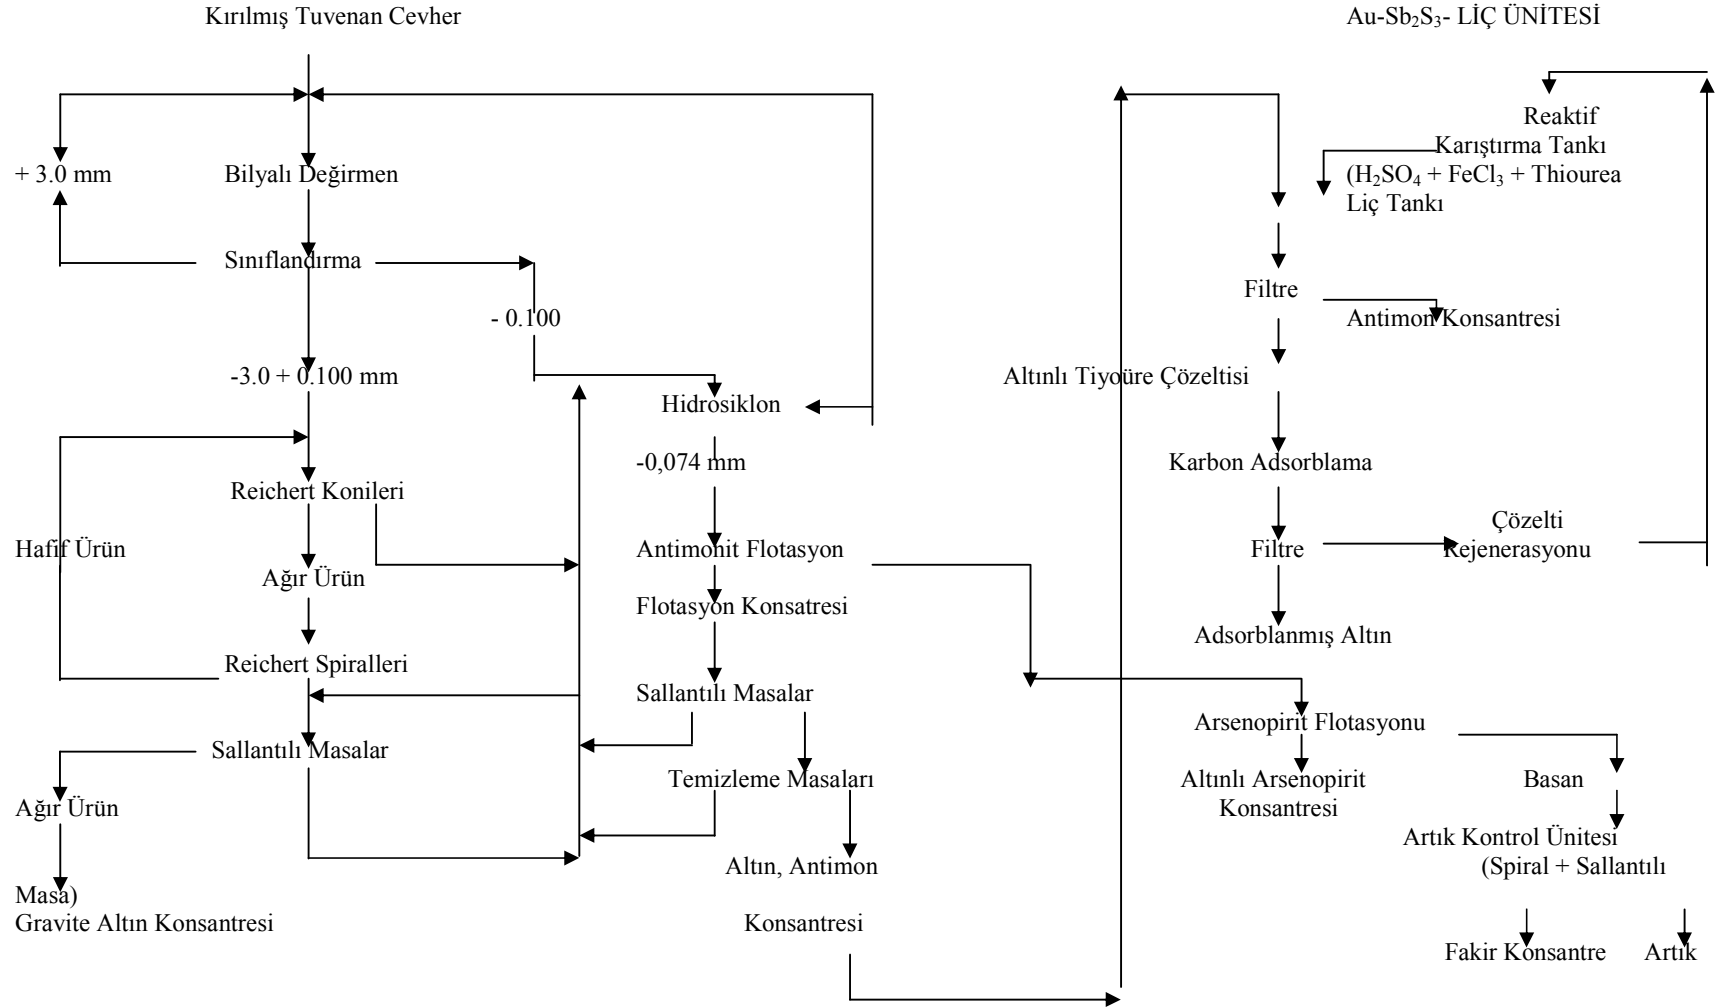 Kırılmış Tuvenan Cevher
Au-Sb₂S₃- LİÇ ÜNİTESİ
Reaktif
Karıştırma Tankı
+ 3.0 mm
Bilyalı Değirmen
(H₂SO₄ + FeCl₃ + Thiourea
Liç Tankı
Sınıflandırma
Filtre
- 0.100
Antimon Konsantresi
-3.0 + 0.100 mm
Altınlı Tiyoüre Çözeltisi
Hidrosiklon
-0,074 mm
Karbon Adsorblama
Reichert Konileri
Çözelti
Hafif Ürün
Antimonit Flotasyon
Filtre
Rejenerasyonu
Ağır Ürün
Flotasyon Konsatresi
Adsorblanmış Altın
Reichert Spiralleri
Sallantılı Masalar
Arsenopirit Flotasyonu
Sallantılı Masalar
Temizleme Masaları
Altınlı Arsenopirit
Basan
Ağır Ürün
Konsantresi
Artık Kontrol Ünitesi
Altın, Antimon
(Spiral + Sallantılı
Masa)
Gravite Altın Konsantresi
Konsantresi
Fakir Konsantre
Artık